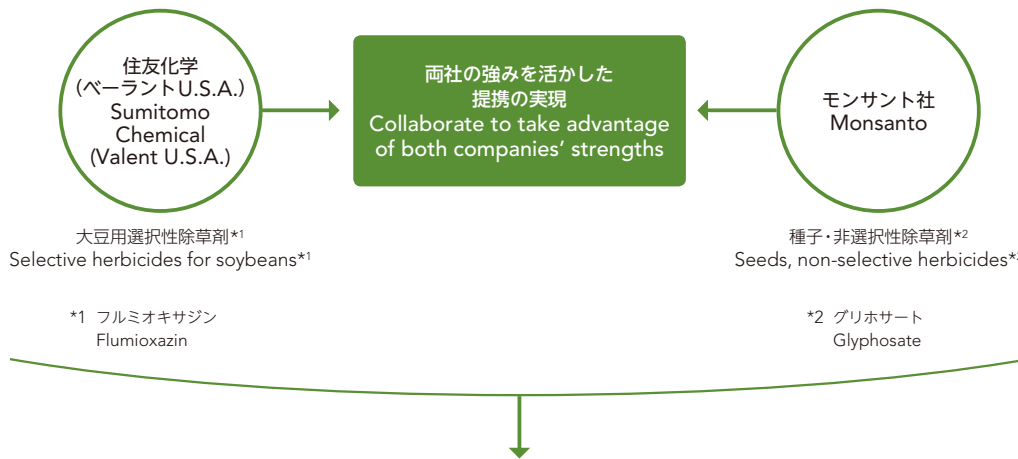 住友化学
(ベーラントU.S.A.)
Sumitomo
Chemical
(Valent U.S.A.)
両社の強みを活かした
提携の実現
Collaborate to take advantage
of both companies’ strengths
モンサント社
Monsanto
大豆用選択性除草剤*1
Selective herbicides for soybeans*1
種子・非選択性除草剤*2
Seeds, non-selective herbicides*
*1 フルミオキサジン
Flumioxazin
*2 グリホサート
Glyphosate